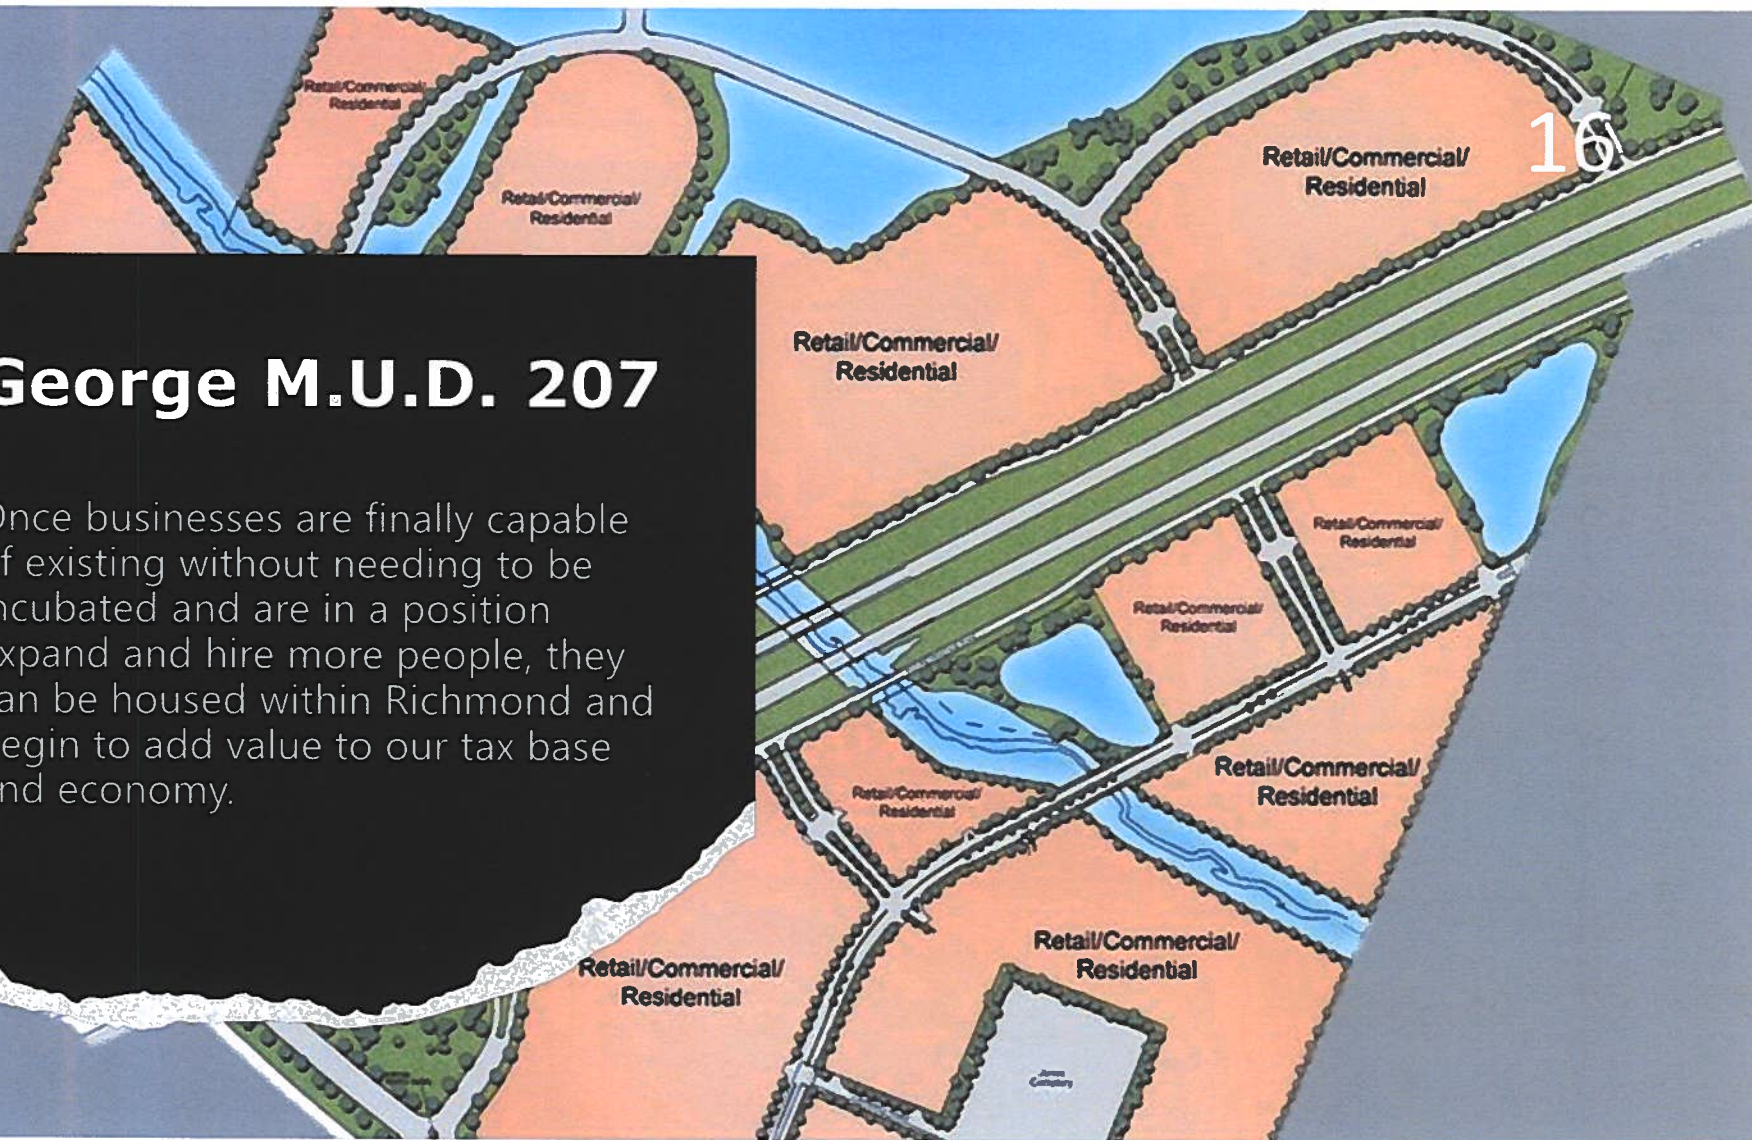 Retail/Commercial/
Residential
Retail/Commercial/
Residential
Retail/Commercial/
Residential
16
Retail/Commercial/
Residential
George M.U.D. 207
Once businesses are finally capable
f existing without needing to be
ncubated and are in a position
xpand and hire more people, they
an be housed within Richmond and
egin to add value to our tax base
nd economy.
Retail/Commercial/
Residential
Retail/Commercial/
Residential
Retail/Commercial/
Residential
Retail/Commercial/
Residential
Retail/Commercial/
Residential
Retail/Commercial/
Residential
Cemetery